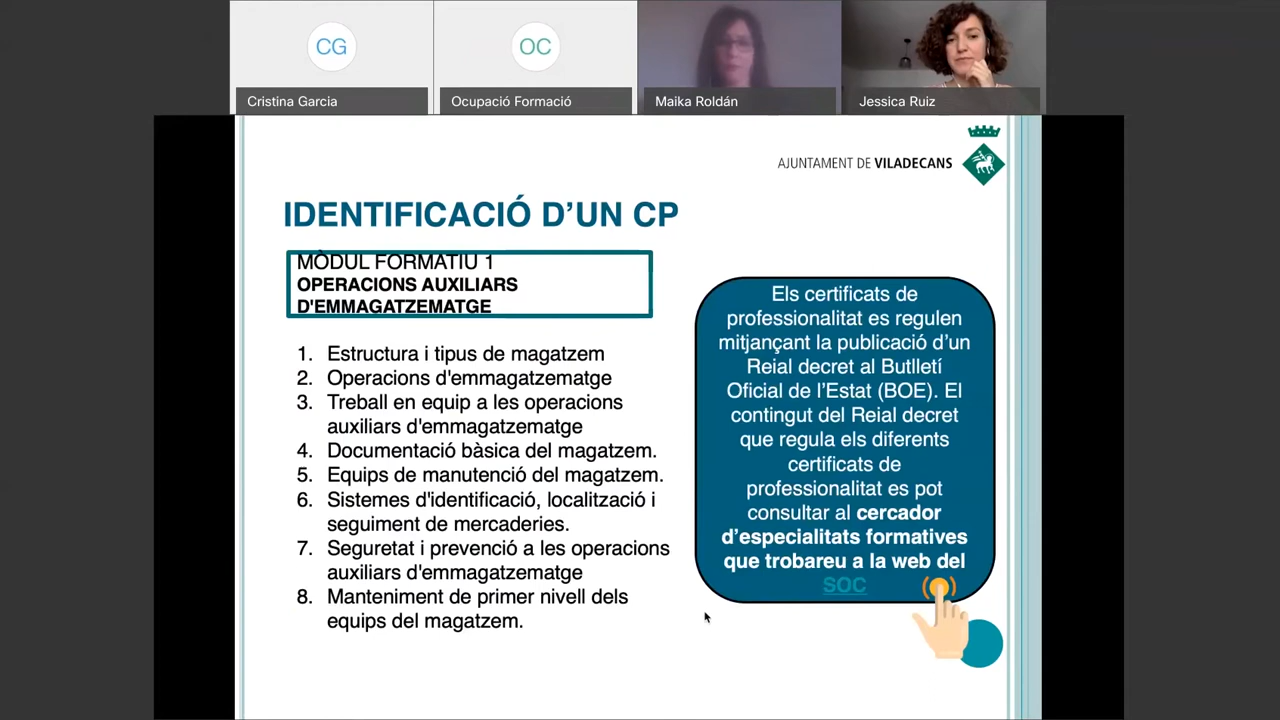 CG
OC
Cristina Garcia
Ocupació Formació
Maika Roldán
Jessica Ruiz
AJUNTAMENT DE VILADECANS
IDENTIFICACIÓ D’UN CP
MÒDUL FORMATIU 1
OPERACIONS AUXILIARS
D'EMMAGATZEMATGE
1. Estructura i tipus de magatzem
2. Operacions d'emmagatzematge
3. Treball en equip a les operacions
auxiliars d'emmagatzematge
4. Documentació bàsica del magatzem.
5. Equips de manutenció del magatzem.
6. Sistemes d'identificació, localització i
seguiment de mercaderies.
7. Seguretat i prevenció a les operacions
auxiliars d'emmagatzematge
8. Manteniment de primer nivell dels
equips del magatzem.
Els certificats de
professionalitat es regulen
mitjançant la publicació d’un
Reial decret al Butlletí
Oficial de l’Estat (BOE). El
contingut del Reial decret
que regula els diferents
certificats de
professionalitat es pot
consultar al cercador
d’especialitats formatives
que trobareu a la web del
SOC